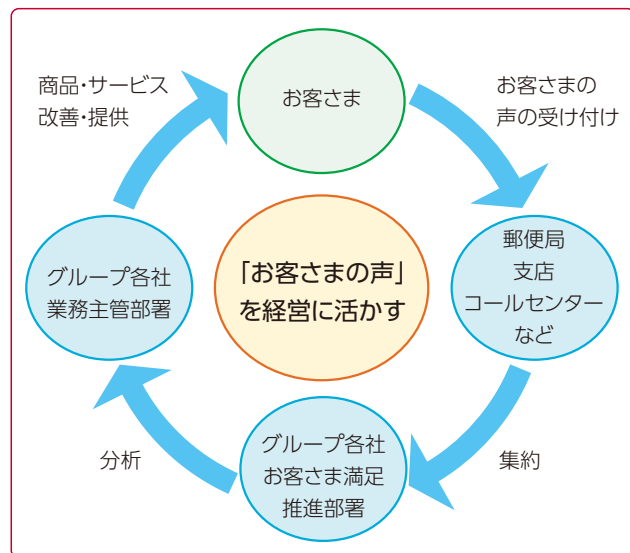 お客さま
お客さまの
声の受け付け
郵便局
支店
コールセンター
など
集約
グループ各社
お客さま満足
推進部署
分析
グループ各社
業務主管部署
商品・サービス
改善・提供
「お客さまの声」
を経営に活かす